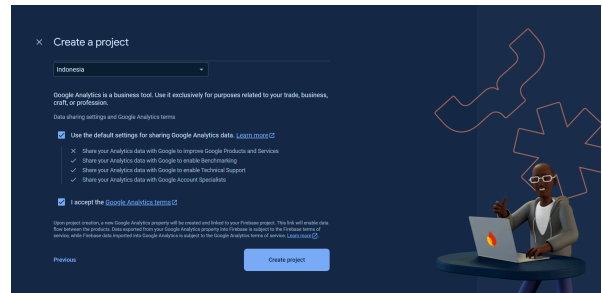 Create a project
Indonesia
Google Analytics is a business tool. Use it exclusively for purposes related to your trade, business,
craft, or profession.
Data sharing settings and Google Analytics terms
Use the default settings for sharing Google Analytics data. Learn more
Share your Analytics data with Google to improve Google Products and Services
Share your Analytics data with Google to enable Benchmarking
Share your Analytics data with Google to enable Technical Support
Share your Analytics data with Google Account Specialists
I accept the Google Analytics terms
Upon project creation, a new Google Analytics property will be created and linked to your Firebase project. This link will enable data
flow between the products. Data exported from your Google Analytics property into Firebase is subject to the Firebase terms of
service, while Firebase data imported into Google Analytics is subject to the Google Analytics terms of service. Learn more
Previous
Create project